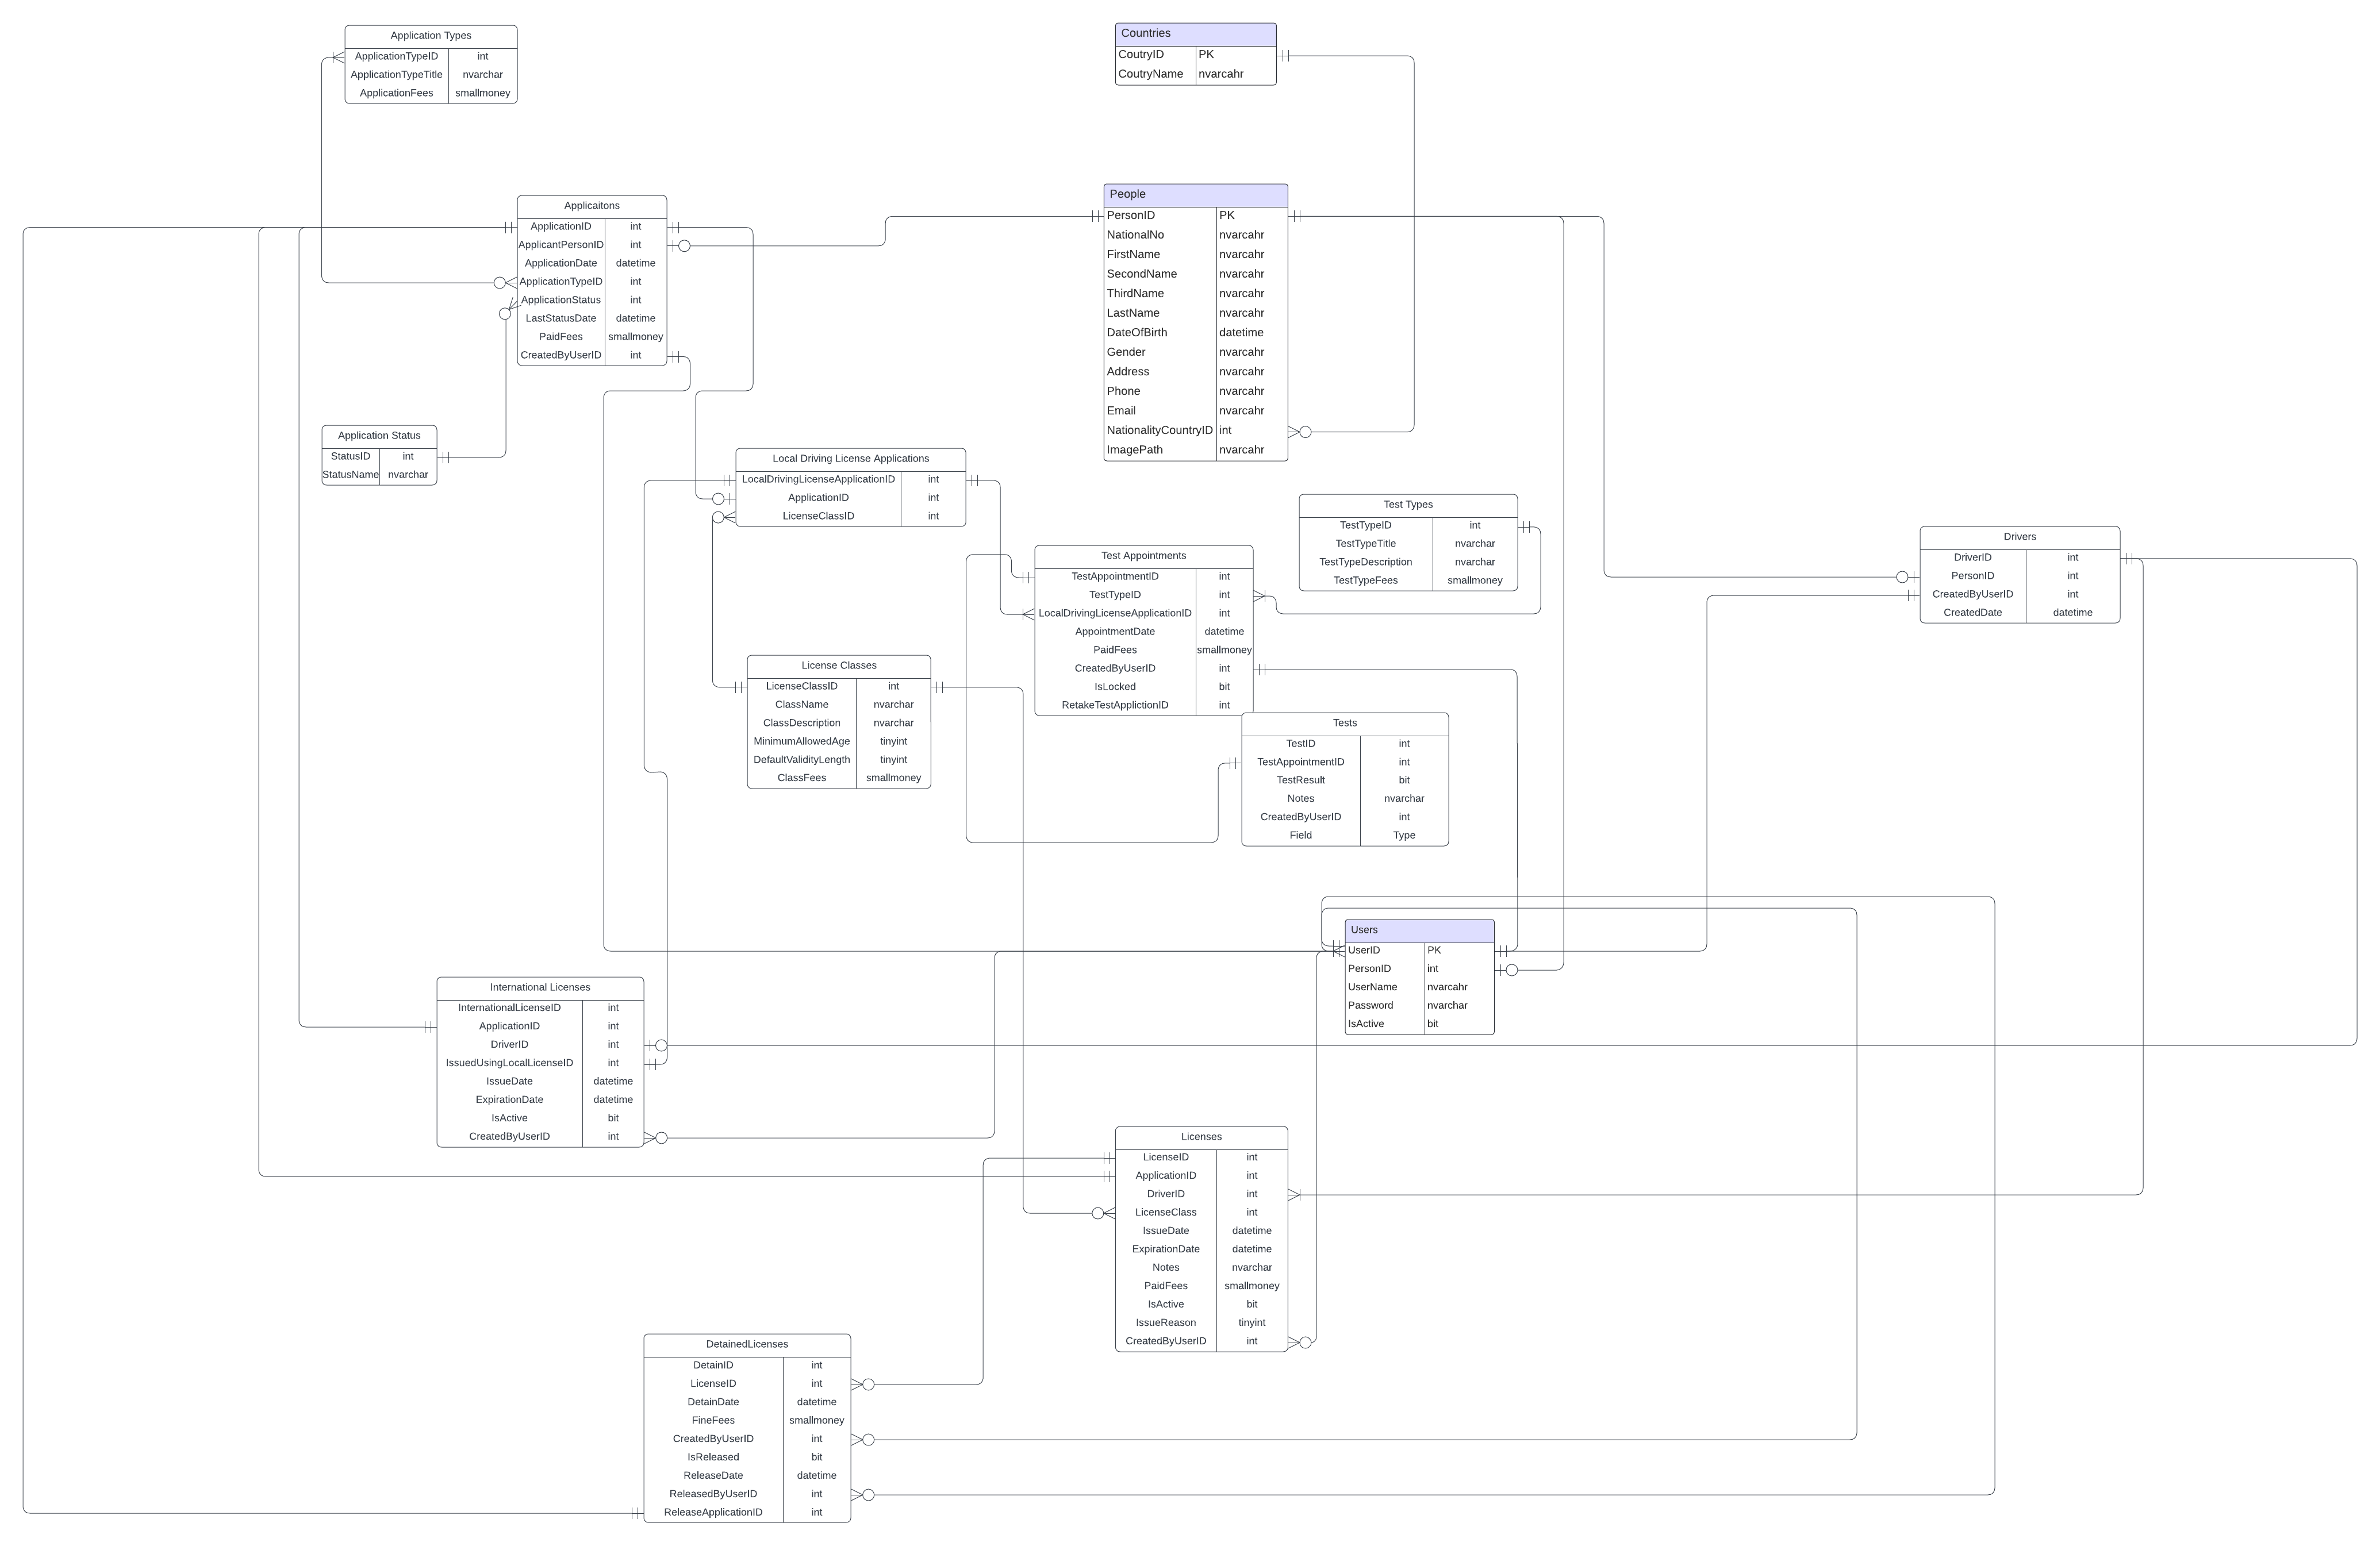 Application Types
ApplicationTypeID int
ApplicationTypeTitle nvarchar
ApplicationFees smallmoney
Countries
CoutryID PK
CoutryName nvarcahr
Applicaitons
ApplicationID int
ApplicantPersonID int
ApplicationDate datetime
ApplicationTypeID int
ApplicationStatus int
LastStatusDate datetime
PaidFees smallmoney
CreatedByUserID int
People
PersonID PK
NationalNo nvarcahr
FirstName nvarcahr
SecondName nvarcahr
ThirdName nvarcahr
LastName nvarcahr
DateOfBirth datetime
Gender nvarcahr
Address nvarcahr
Phone nvarcahr
Email nvarcahr
NationalityCountryID int
ImagePath nvarcahr
Application Status
StatusID int
StatusName nvarchar
Local Driving License Applications
LocalDrivingLicenseApplicationID int
ApplicationID int
LicenseClassID int
Test Types
TestTypeID int
TestTypeTitle nvarchar
TestTypeDescription nvarchar
TestTypeFees smallmoney
Drivers
DriverID int
PersonID int
CreatedByUserID int
CreatedDate datetime
Test Appointments
TestAppointmentID int
TestTypeID int
LocalDrivingLicenseApplicationID int
AppointmentDate datetime
PaidFees smallmoney
CreatedByUserID int
IsLocked bit
RetakeTestApplictionID int
License Classes
LicenseClassID int
ClassName nvarchar
ClassDescription nvarchar
MinimumAllowedAge tinyint
DefaultValidityLength tinyint
ClassFees smallmoney
Tests
TestID int
TestAppointmentID int
TestResult bit
Notes nvarchar
CreatedByUserID int
Field Type
Users
UserID PK
PersonID int
UserName nvarcahr
Password nvarchar
IsActive bit
International Licenses
InternationalLicenseID int
ApplicationID int
DriverID int
IssuedUsingLocalLicenseID int
IssueDate datetime
ExpirationDate datetime
IsActive bit
CreatedByUserID int
Licenses
LicenseID int
ApplicationID int
DriverID int
LicenseClass int
IssueDate datetime
ExpirationDate datetime
Notes nvarchar
PaidFees smallmoney
IsActive bit
IssueReason tinyint
CreatedByUserID int
DetainedLicenses
DetainID int
LicenseID int
DetainDate datetime
FineFees smallmoney
CreatedByUserID int
IsReleased bit
ReleaseDate datetime
ReleasedByUserID int
ReleaseApplicationID int